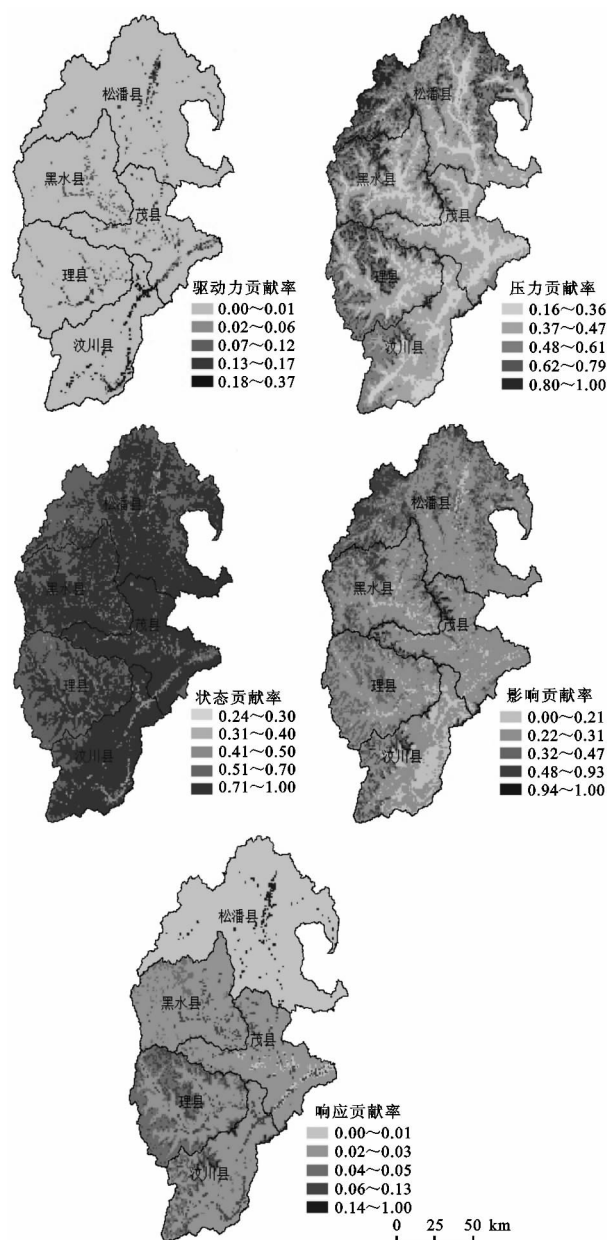 松潘县
黑水县
茂县
理县
汶川县
驱动力贡献率
0.00～0.01
0.02～0.06
0.07～0.12
0.13～0.17
0.18～0.37
松潘县
黑水县
茂县
理县
汶川县
压力贡献率
0.16～0.36
0.37～0.47
0.48～0.61
0.62～0.79
0.80～1.00
松潘县
黑水县
茂县
理县
汶川县
状态贡献率
0.24～0.30
0.31～0.40
0.41～0.50
0.51～0.70
0.71～1.00
松潘县
黑水县
茂县
理县
汶川县
影响贡献率
0.00～0.21
0.22～0.31
0.32～0.47
0.48～0.93
0.94～1.00
松潘县
黑水县
茂县
理县
汶川县
响应贡献率
0.00～0.01
0.02～0.03
0.04～0.05
0.06～0.13
0.14～1.00
0 25 50 km